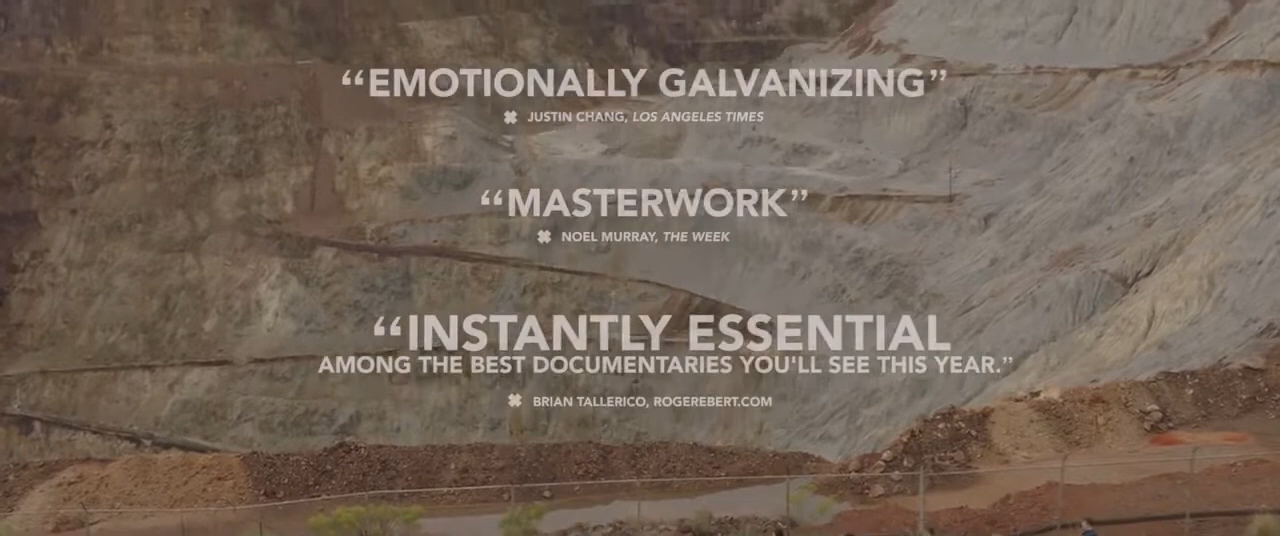 “EMOTIONALLY GALVANIZING”
JUSTIN CHANG, LOS ANGELES TIMES
“MASTERWORK”
NOEL MURRAY, THE WEEK
“INSTANTLY ESSENTIAL
AMONG THE BEST DOCUMENTARIES YOU'LL SEE THIS YEAR.”
BRIAN TALLERICO, ROGEREBERT.COM